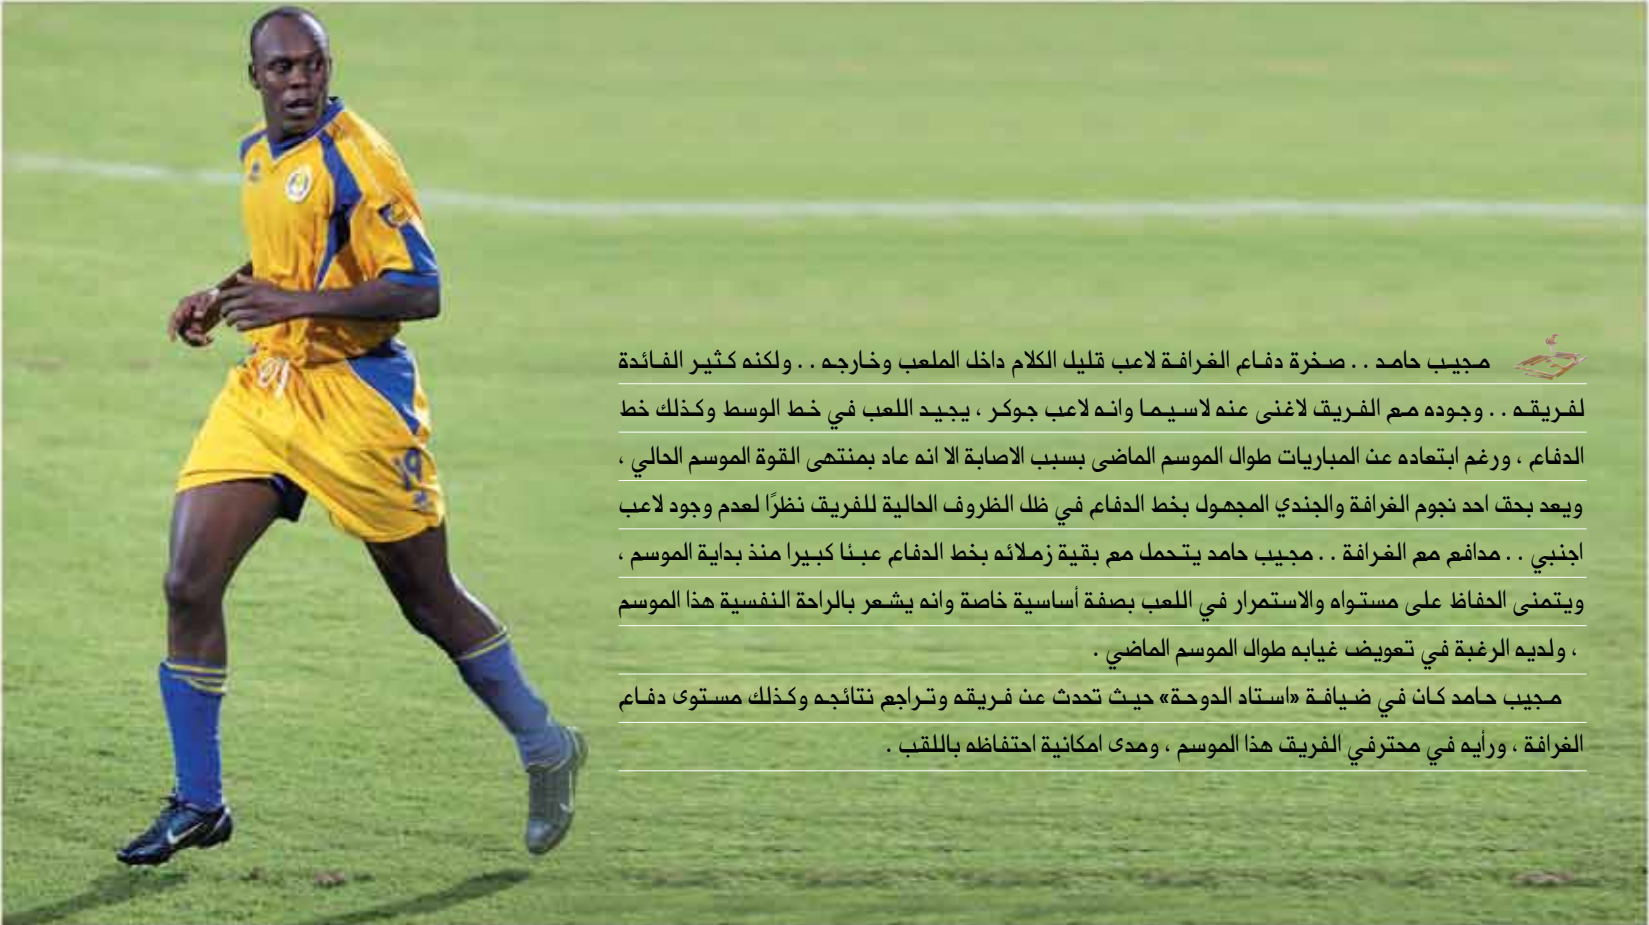 مجيب حامد . . صخرة دفاع الغرافة لاعب قليل الكلام داخل الملعب وخارجه . . ولكنه كثير الفائدة
لفريقه . . وجوده مع الفريق لاغنى عنه لاسيما وانه لاعب جوكر ، يجيد اللعب في خط الوسط وكذلك خط
الدفاع ، ورغم ابتعاده عن المباريات طوال الموسم الماضى بسبب الاصابة الا انه عاد بمنتهى القوة الموسم الحالي ،
ويعد بحق احد نجوم الغرافة والجندي المجهول بخط الدفاع في ظل الظروف الحالية للفريق نظرًا لعدم وجود لاعب
اجنبي . . مدافع مع الغرافة . . مجيب حامد يتحمل مع بقية زملائه بخط الدفاع عبئا كبيرا منذ بداية الموسم ،
ويتمنى الحفاظ على مستواه والاستمرار في اللعب بصفة أساسية خاصة وانه يشعر بالراحة النفسية هذا الموسم
، ولديه الرغبة في تعويض غيابه طوال الموسم الماضي .
مجيب حامد كان في ضيافة «استاد الدوحة» حيث تحدث عن فريقه وتراجع نتائجه وكذلك مستوى دفاع
الغرافة ، ورأيه في محترفي الفريق هذا الموسم ، ومدى امكانية احتفاظه باللقب .
19